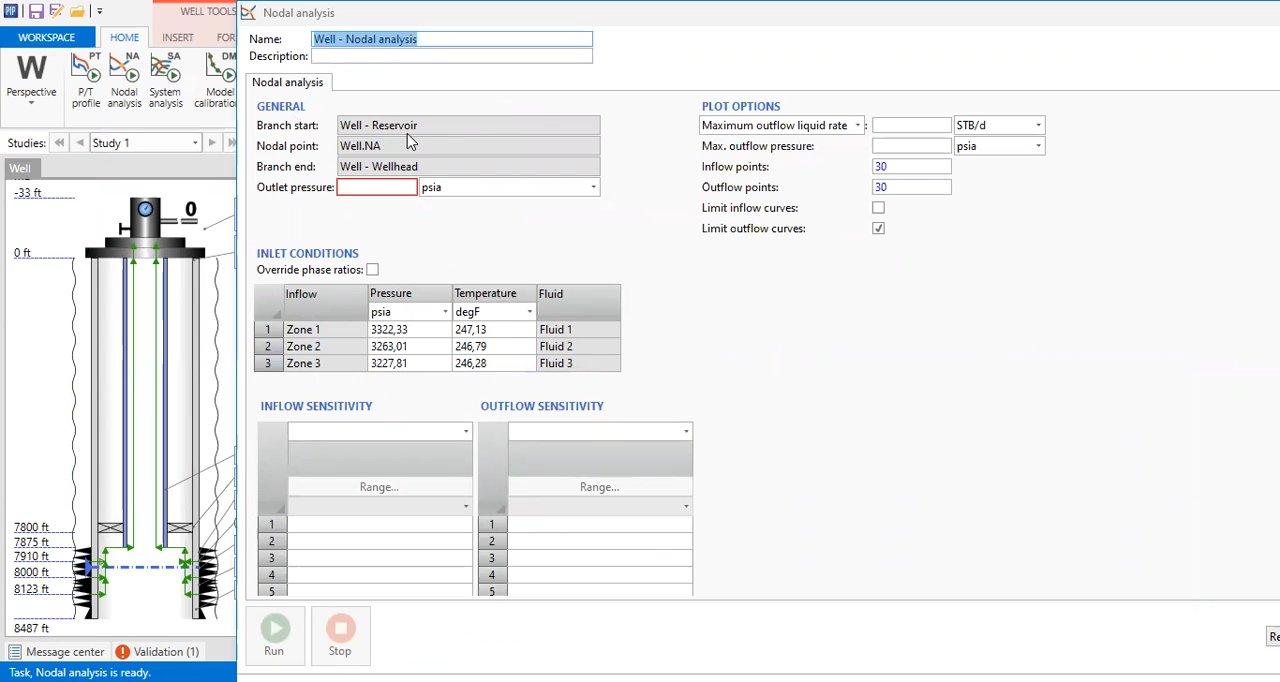 PIP
WELL TOOLS
Nodal analysis
WORKSPACE
HOME
INSERT
FOR
W
Perspective
PT
P/T
profile
NA
Nodal
analysis
SA
System
analysis
DM
Model
calibratio
Studies:
Study 1
Well
-33 ft
0
0 ft
7800 ft
7875 ft
7910 ft
8000 ft
8123 ft
8487 ft
Message center
Validation (1)
Task, Nodal analysis is ready.
Name:
Well - Nodal analysis
Description:
Nodal analysis
GENERAL
Branch start: Well - Reservoir
Nodal point: Well.NA
Branch end: Well - Wellhead
Outlet pressure: psia
PLOT OPTIONS
Maximum outflow liquid rate : STB/d
Max. outflow pressure: psia
Inflow points: 30
Outflow points: 30
Limit inflow curves:
Limit outflow curves:
INLET CONDITIONS
Override phase ratios:
Inflow Pressure Temperature Fluid
psia degF
1 Zone 1 3322,33 247,13 Fluid 1
2 Zone 2 3263,01 246,79 Fluid 2
3 Zone 3 3227,81 246,28 Fluid 3
INFLOW SENSITIVITY
Range...
1
2
3
4
5
OUTFLOW SENSITIVITY
Range...
1
2
3
4
5
Run
Stop
Re